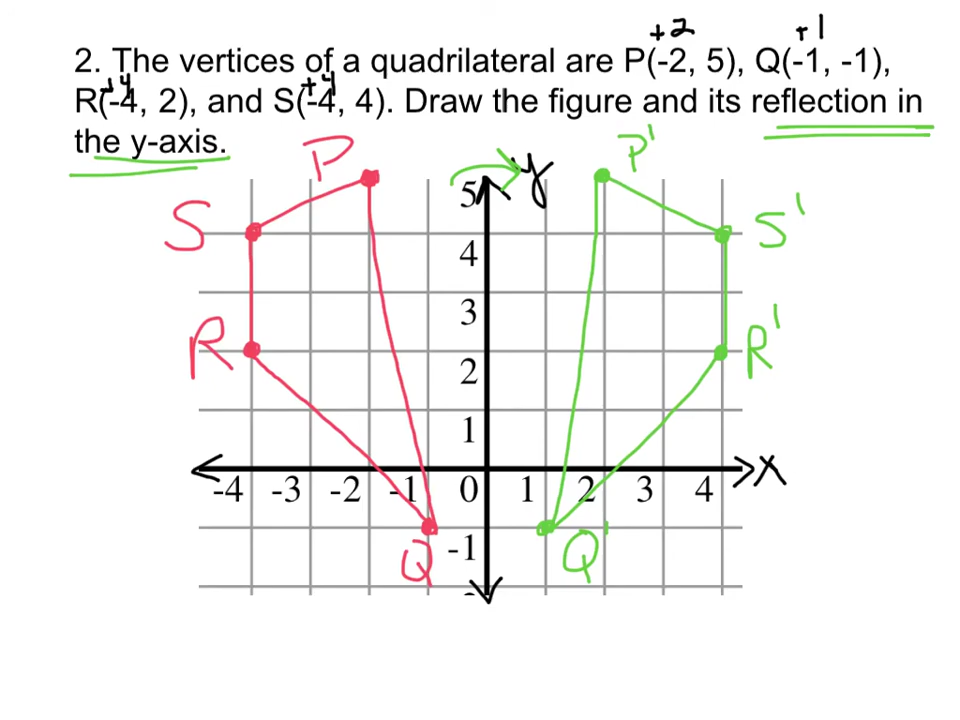 +2 +1
2. The vertices of a quadrilateral are P(-2, 5), Q(-1, -1),
+4 +4
R(-4, 2), and S(-4, 4). Draw the figure and its reflection in
the y-axis.
P y P'
5
S 4 S'
3
R 2 R'
1
-4 -3 -2 -1 0 1 2 3 4 X
Q -1 Q'